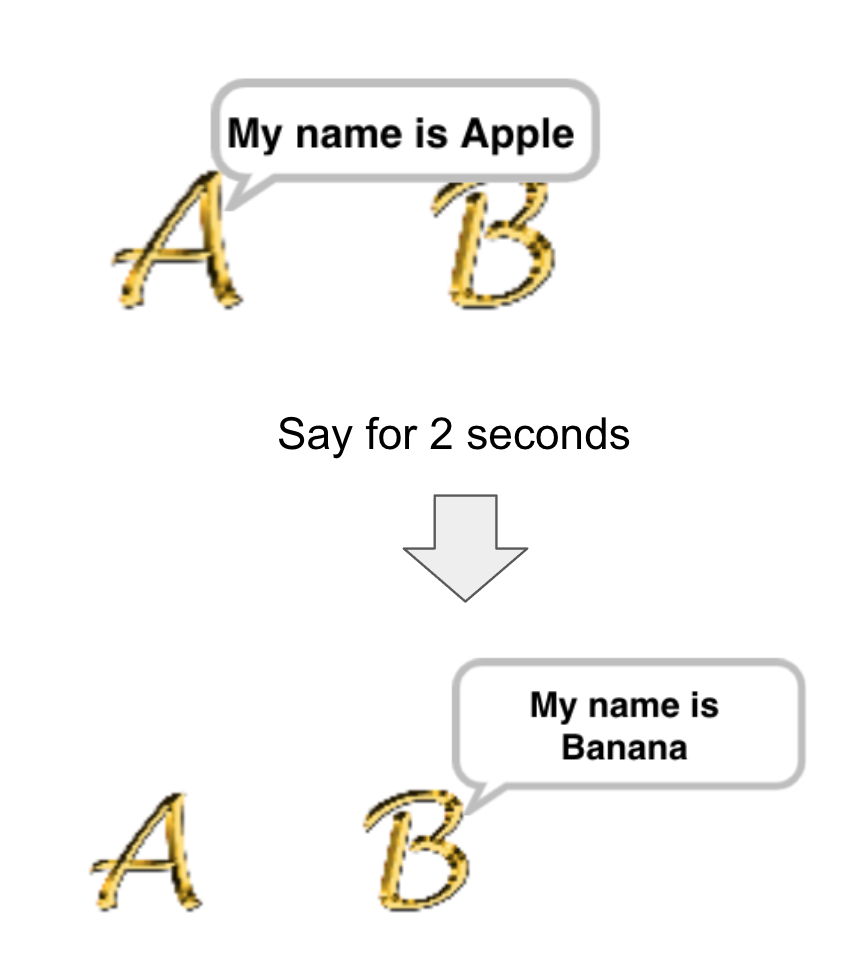 My name is Apple
A B
Say for 2 seconds
My name is
Banana
A B